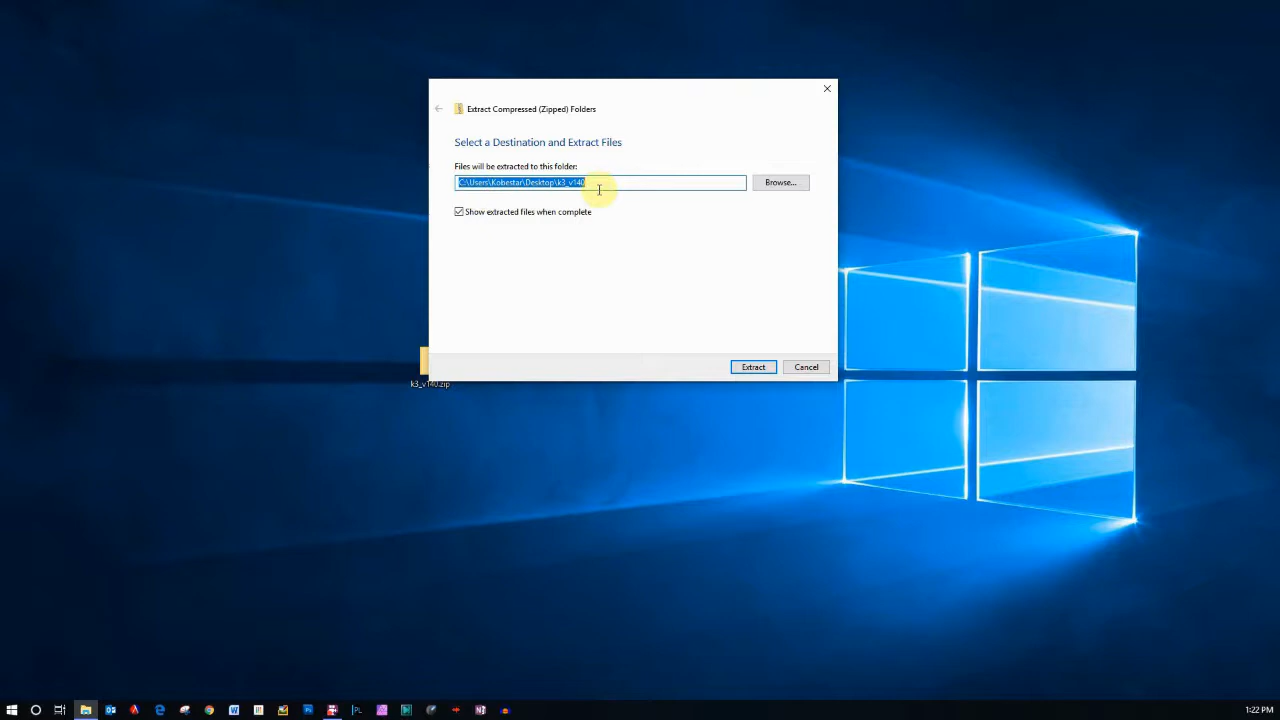 Extract Compressed (Zipped) Folders
Select a Destination and Extract Files
Files will be extracted to this folder:
C:\Users\Kobestar\Desktop\k3_v140
Browse...
Show extracted files when complete
Extract
Cancel
k3_v140.zip
PL
1:22 PM